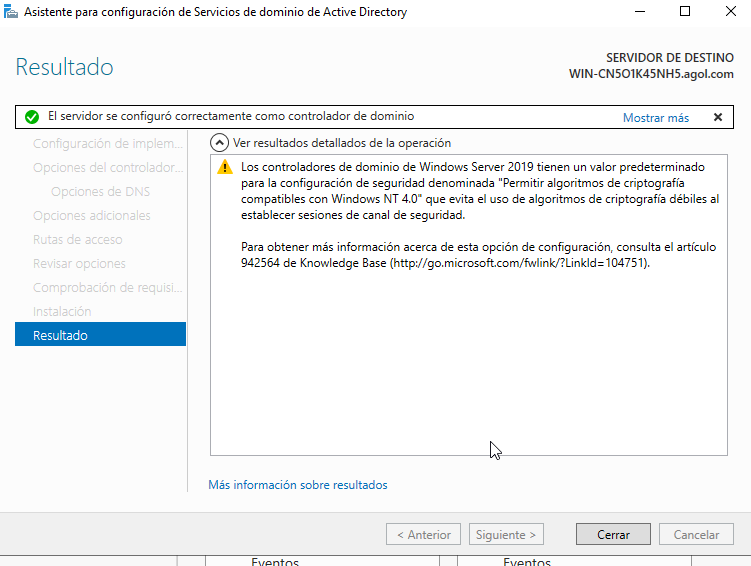 Asistente para configuración de Servicios de dominio de Active Directory
Resultado
SERVIDOR DE DESTINO
WIN-CN5O1K45NH5.agol.com
El servidor se configuró correctamente como controlador de dominio
Mostrar más
Configuración de implem...
Opciones del controlador...
Opciones de DNS
Opciones adicionales
Rutas de acceso
Revisar opciones
Comprobación de requisi...
Instalación
Resultado
Ver resultados detallados de la operación
Los controladores de dominio de Windows Server 2019 tienen un valor predeterminado
para la configuración de seguridad denominada "Permitir algoritmos de criptografía
compatibles con Windows NT 4.0" que evita el uso de algoritmos de criptografía débiles al
establecer sesiones de canal de seguridad.
Para obtener más información acerca de esta opción de configuración, consulta el artículo
942564 de Knowledge Base (http://go.microsoft.com/fwlink/?LinkId=104751).
Más información sobre resultados
< Anterior
Siguiente >
Cerrar
Cancelar
Eventos
Eventos